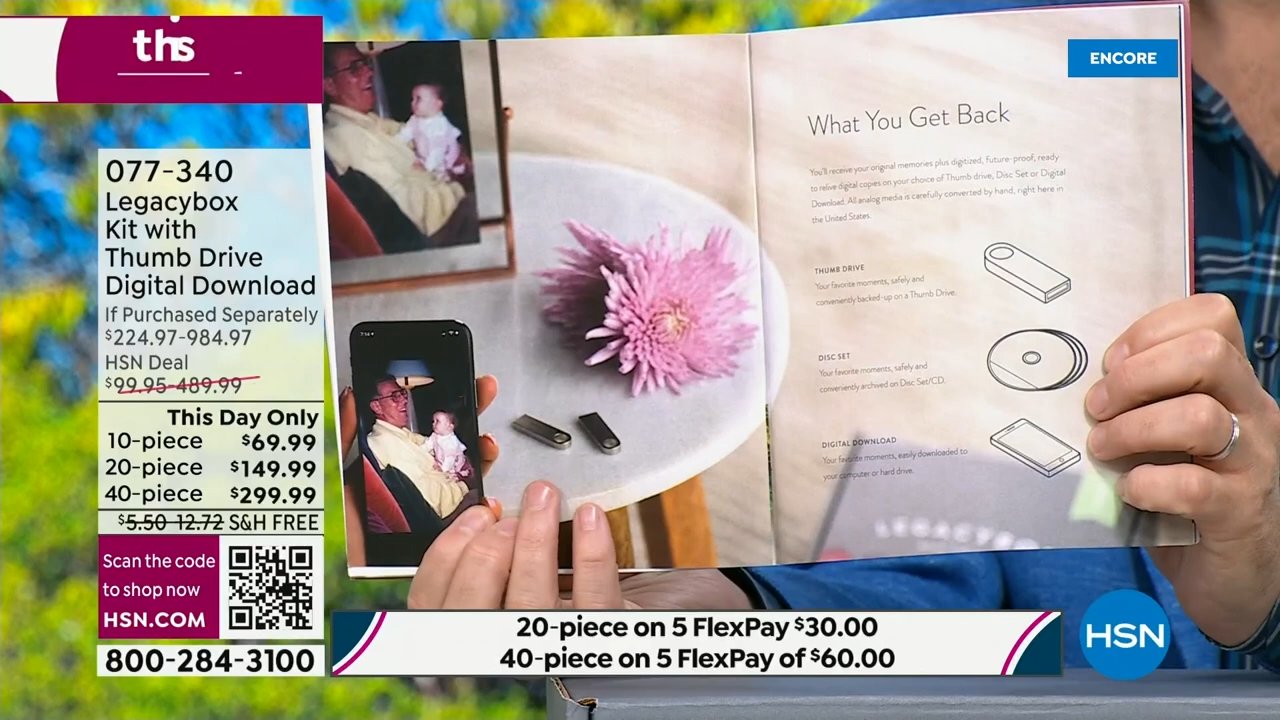 ths
ENCORE
077-340
Legacybox
Kit with
Thumb Drive
Digital Download
If Purchased Separately
$224.97-984.97
HSN Deal
$99.95-489.99
This Day Only
10-piece $69.99
20-piece $149.99
40-piece $299.99
$5.50-12.72 S&H FREE
Scan the code
to shop now
HSN.COM
800-284-3100
What You Get Back
You'll receive your original memories plus digitized, future-proof, ready
to relive digital copies on your choice of Thumb drive, Disc Set or Digital
Download. All analog media is carefully converted by hand, right here in
the United States.
THUMB DRIVE
Your favorite moments, safely and
conveniently backed-up on a Thumb Drive.
DISC SET
Your favorite moments, safely and
conveniently archived on Disc Set/CD.
DIGITAL DOWNLOAD
Your favorite moments, easily downloaded to
your computer or hard drive.
LEGACYBO
20-piece on 5 FlexPay $30.00
40-piece on 5 FlexPay of $60.00
HSN